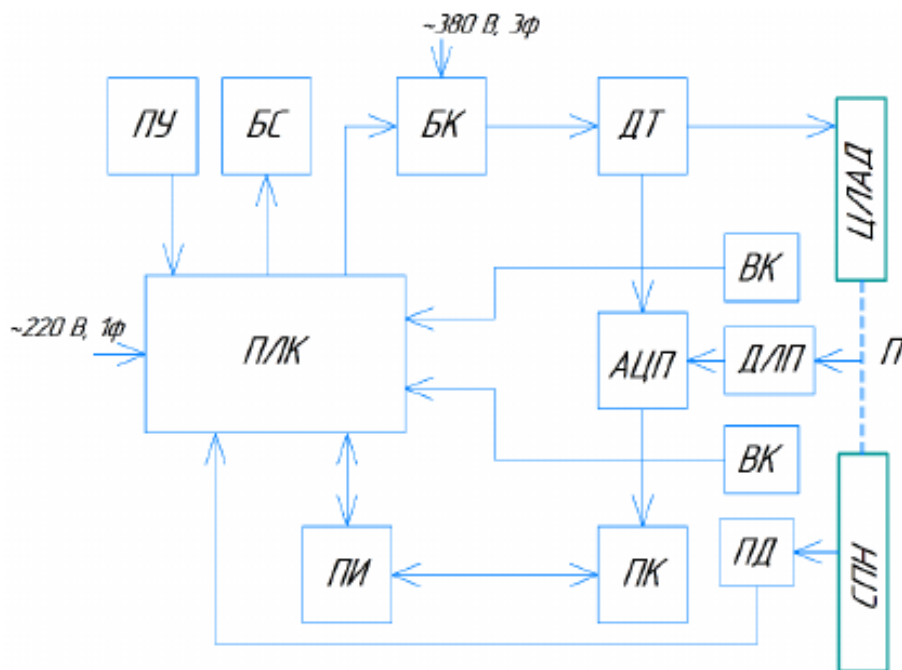 ~380 В, 3ф
ПУ
БС
БК
ДТ
ЦЛАД
ВК
~220 В, 1ф
ПЛК
АЦП
ДЛП
П
ВК
ПИ
ПК
ПД
СПН